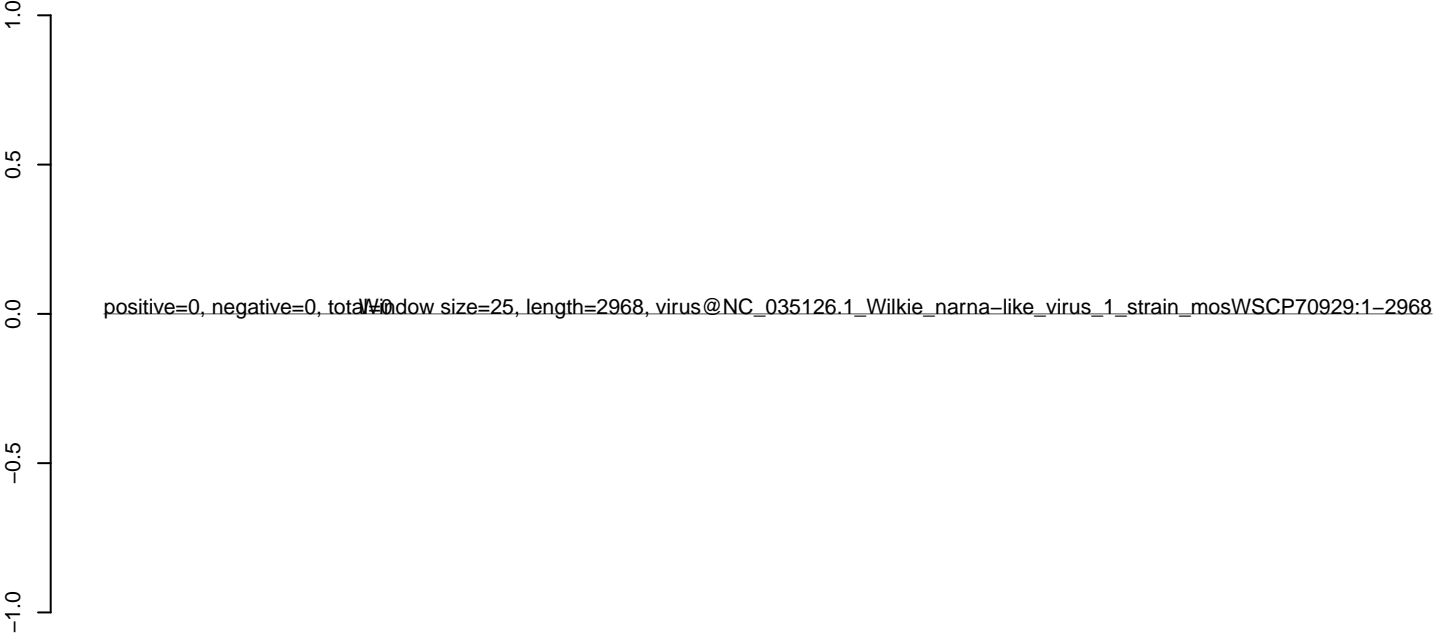 1.0
0.5
0.0
−0.5
−1.0
positive=0, negative=0, total=0
Window size=25, length=2968, virus@NC_035126.1_Wilkie_narna−like_virus_1_strain_mosWSCP70929:1−2968